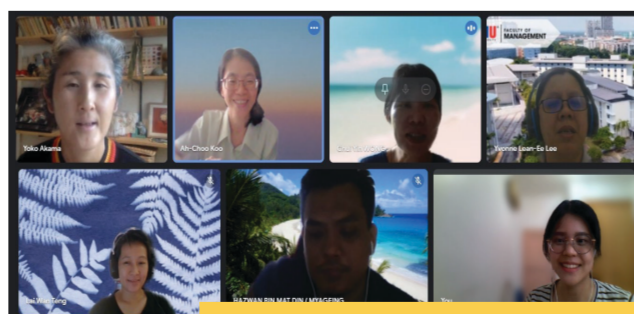 FACULTY OF
MANAGEMENT
Yoko Akama
Ah-Choo Koo
Yvonne Lean-Ee Lee
HAZWAN BIN MAT DIN / MYAGEING
You